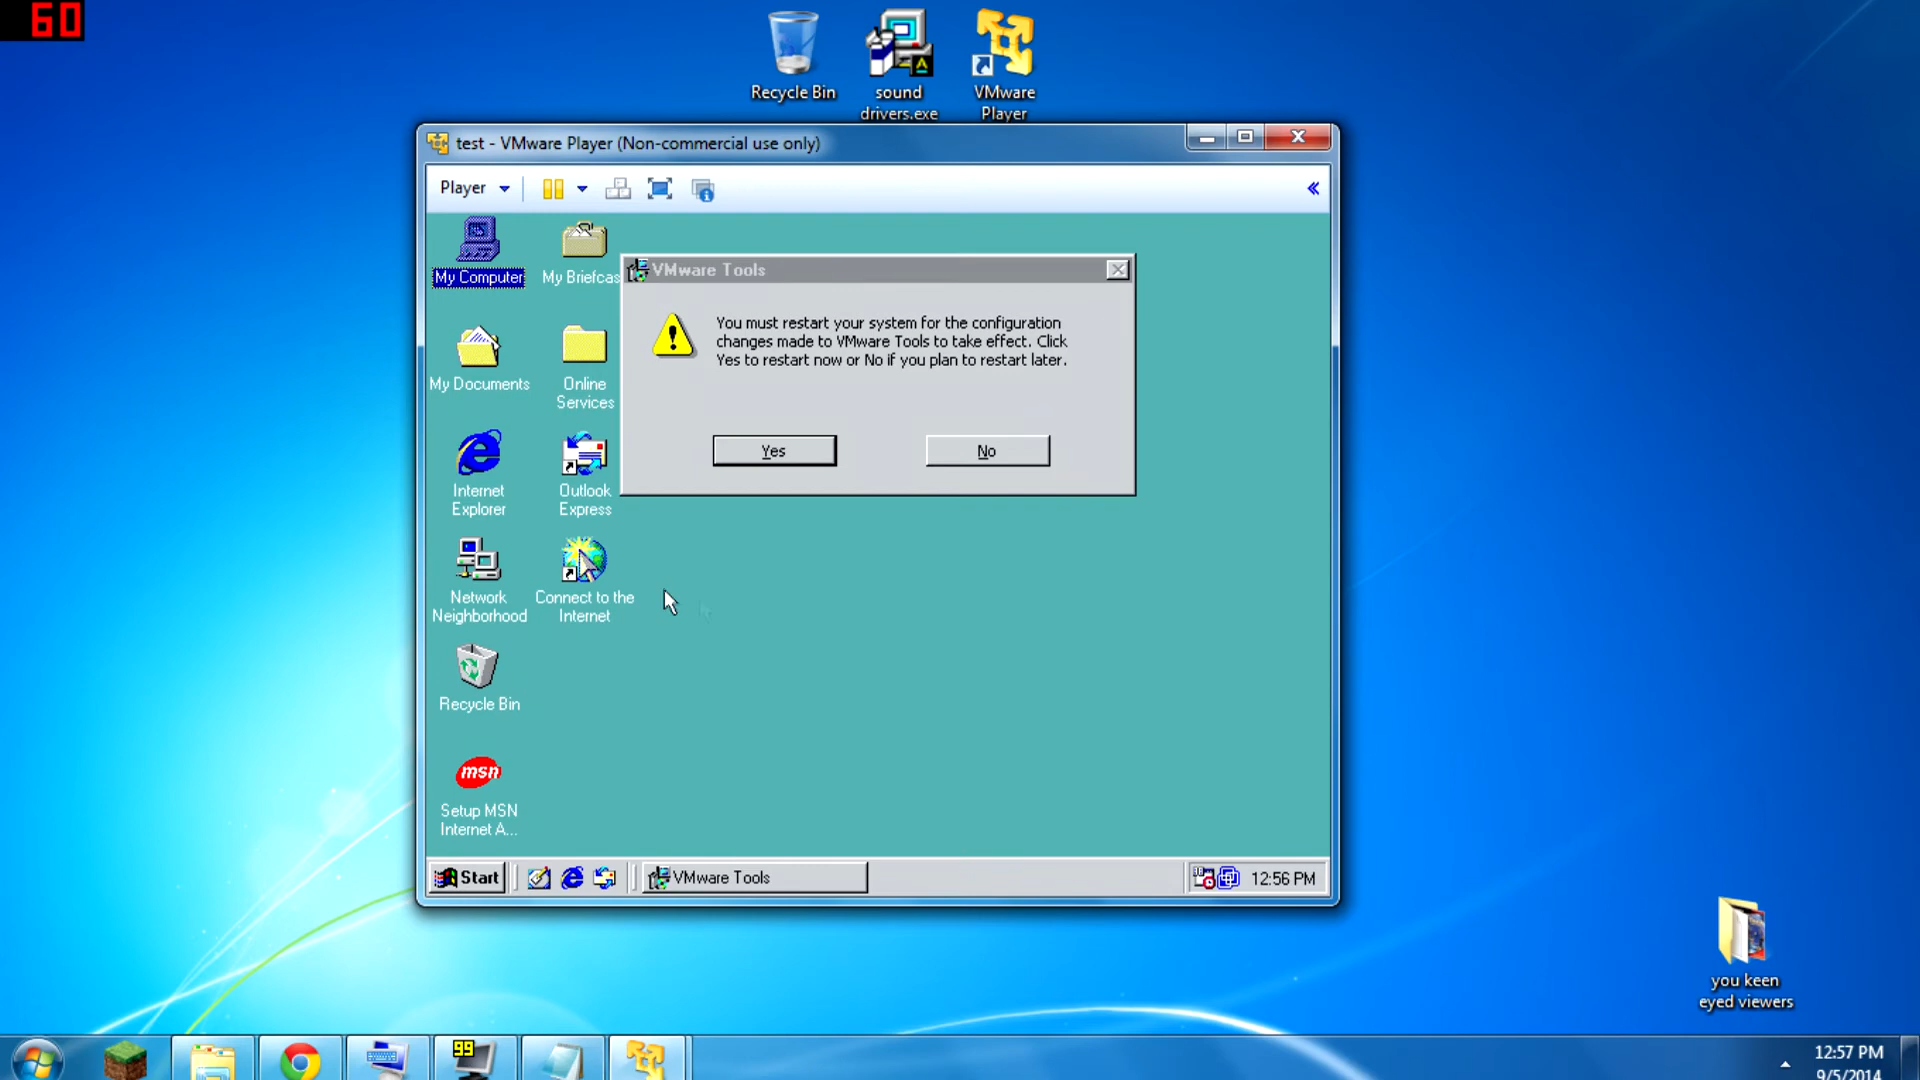 60
Recycle Bin
sound
drivers.exe
VMware
Player
test - VMware Player (Non-commercial use only)
Player
My Computer
My Briefcas
VMware Tools
You must restart your system for the configuration
changes made to VMware Tools to take effect. Click
Yes to restart now or No if you plan to restart later.
Yes
No
My Documents
Online
Services
Internet
Explorer
Outlook
Express
Network
Neighborhood
Connect to the
Internet
Recycle Bin
msn
Setup MSN
Internet A...
Start
VMware Tools
12:56 PM
you keen
eyed viewers
99
12:57 PM
9/5/2014